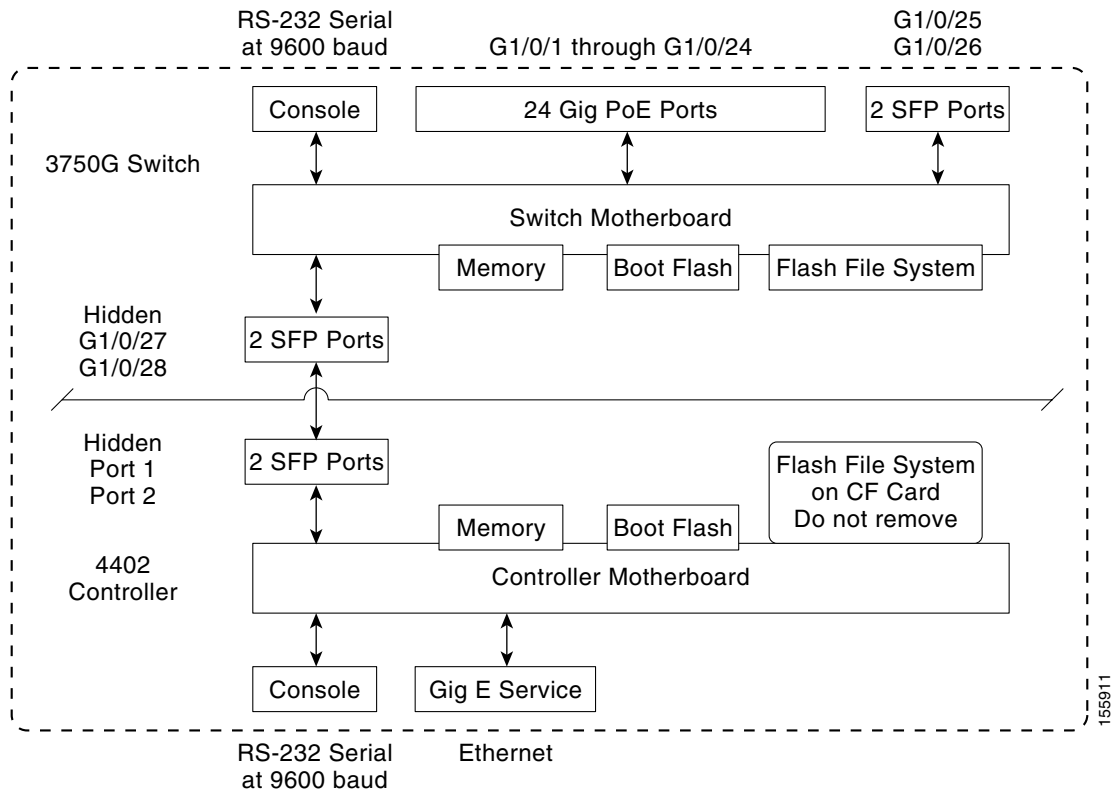 RS-232 Serial
at 9600 baud
G1/0/1 through G1/0/24
G1/0/25
G1/0/26
Console
24 Gig PoE Ports
2 SFP Ports
3750G Switch
Switch Motherboard
Memory
Boot Flash
Flash File System
Hidden
G1/0/27
G1/0/28
2 SFP Ports
Hidden
Port 1
Port 2
2 SFP Ports
Flash File System
on CF Card
Do not remove
Memory
Boot Flash
4402
Controller
Controller Motherboard
Console
Gig E Service
155911
RS-232 Serial
at 9600 baud
Ethernet